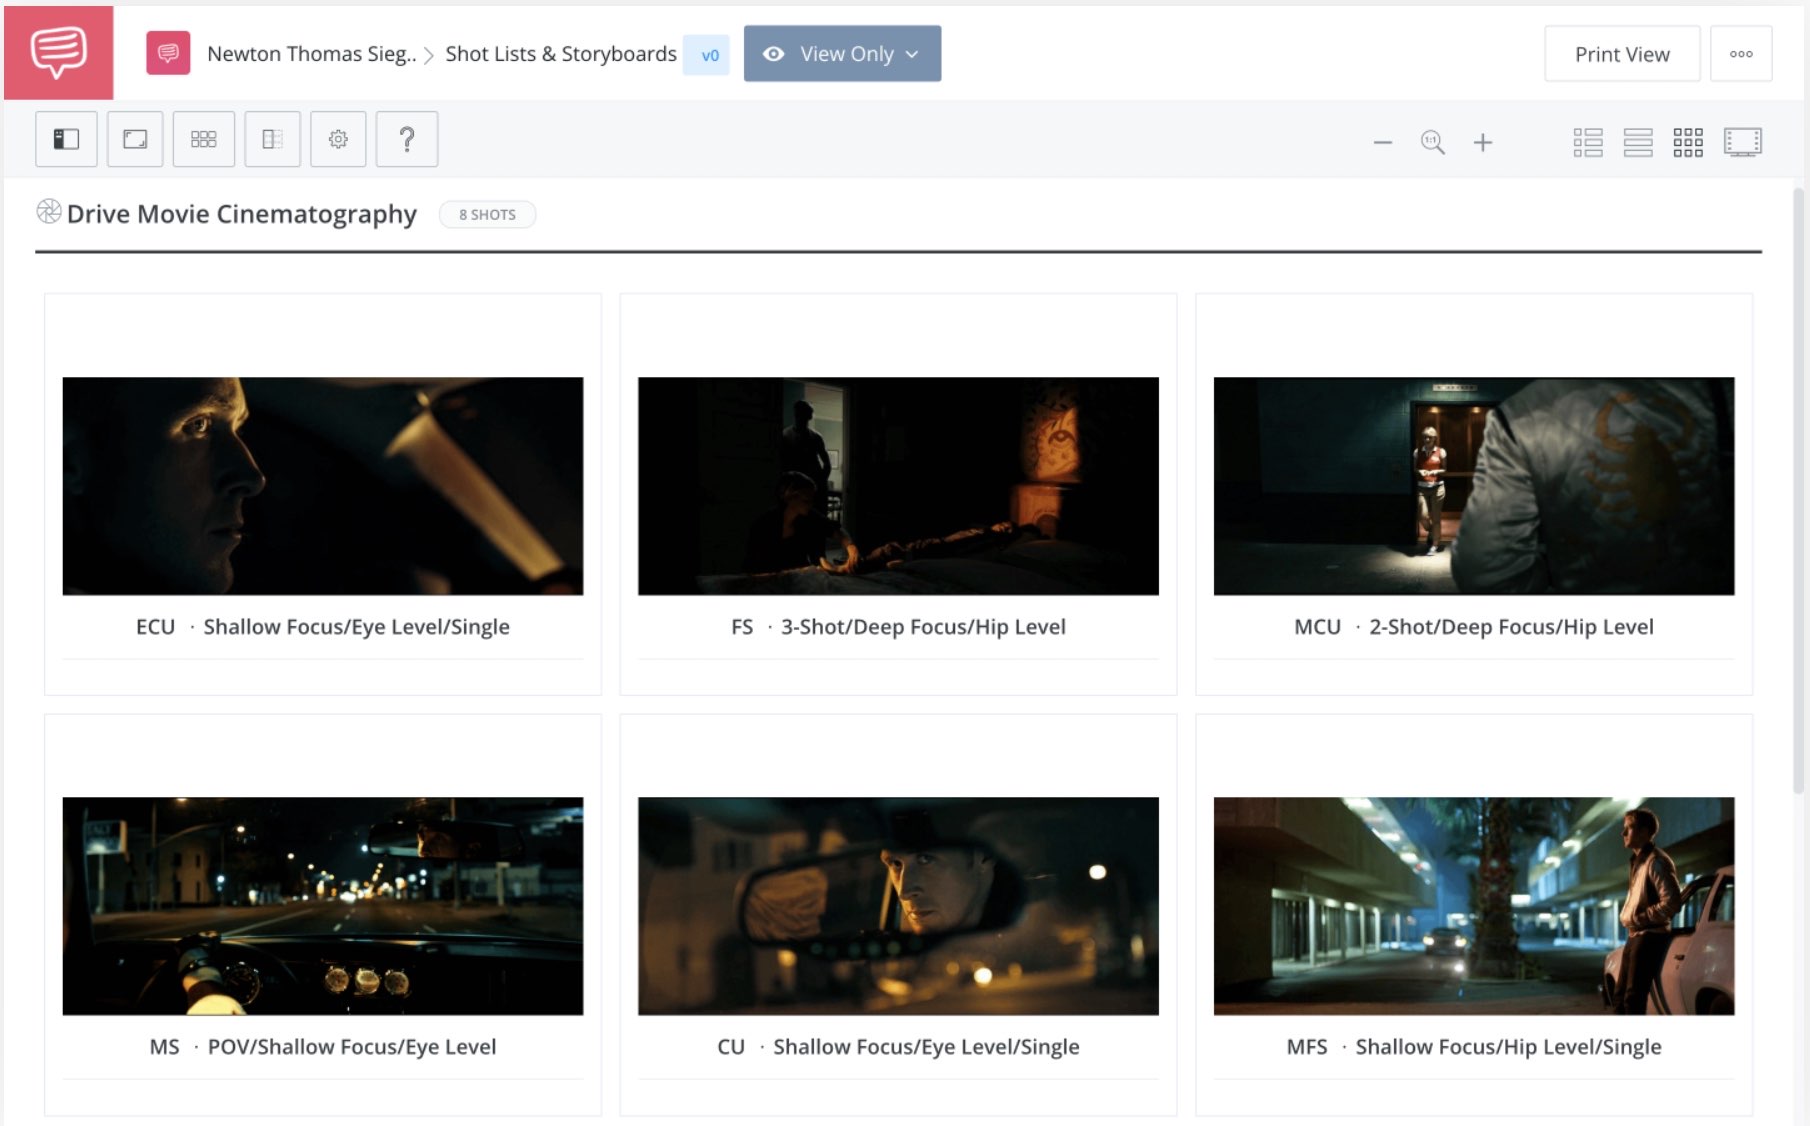 Newton Thomas Sieg.. > Shot Lists & Storyboards v0 View Only Print View
?
1:1
Drive Movie Cinematography 8 SHOTS
ECU · Shallow Focus/Eye Level/Single
FS · 3-Shot/Deep Focus/Hip Level
MCU · 2-Shot/Deep Focus/Hip Level
MS · POV/Shallow Focus/Eye Level
CU · Shallow Focus/Eye Level/Single
MFS · Shallow Focus/Hip Level/Single